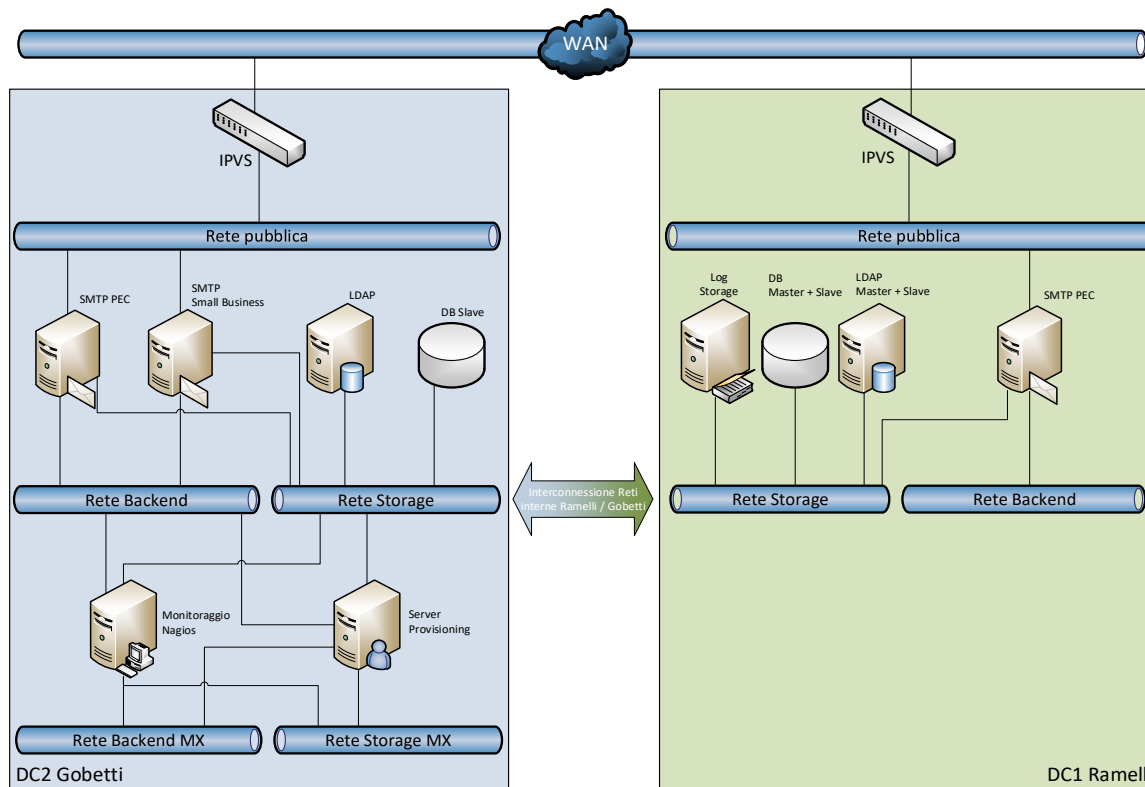 WAN
IPVS
IPVS
Rete pubblica
Rete pubblica
SMTP PEC
SMTP
Small Business
LDAP
DB Slave
Log
Storage
DB
Master + Slave
LDAP
Master + Slave
SMTP PEC
Rete Backend
Rete Storage
Interconnessione Reti
interne Ramelli / Gobetti
Rete Storage
Rete Backend
Monitoraggio
Nagios
Server
Provisioning
Rete Backend MX
Rete Storage MX
DC2 Gobetti
DC1 Ramell